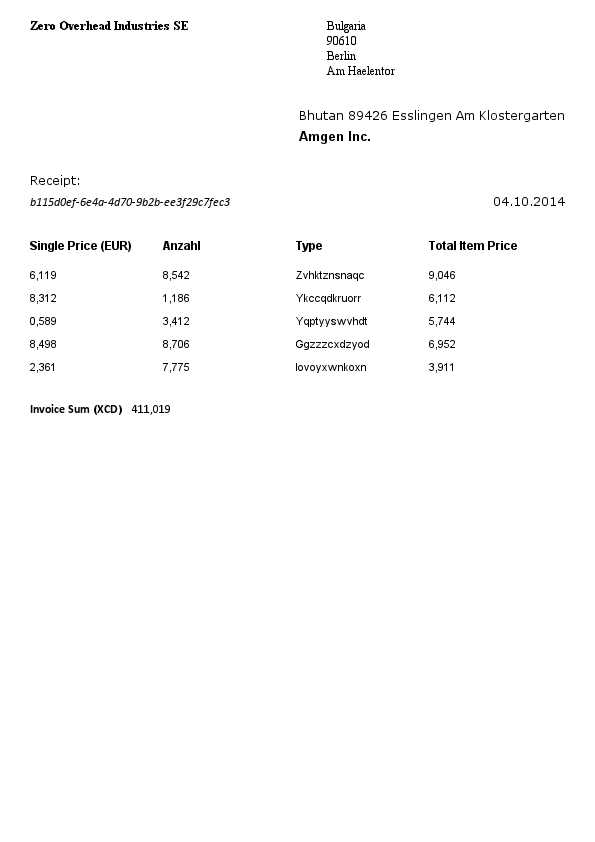 Zero Overhead Industries SE
Bulgaria
90610
Berlin
Am Haelentor
Bhutan 89426 Esslingen Am Klostergarten
Amgen Inc.
Receipt:
b115d0ef-6e4a-4d70-9b2b-ee3f29c7fec3 04.10.2014
Single Price (EUR) Anzahl Type Total Item Price
6,119 8,542 Zvhktznsnaqc 9,046
8,312 1,186 Ykccqdkruorr 6,112
0,589 3,412 Yqptyyswvhdt 5,744
8,498 8,706 Ggzzzcxdzyod 6,952
2,361 7,775 Iovoyxwnkoxn 3,911
Invoice Sum (XCD) 411,019